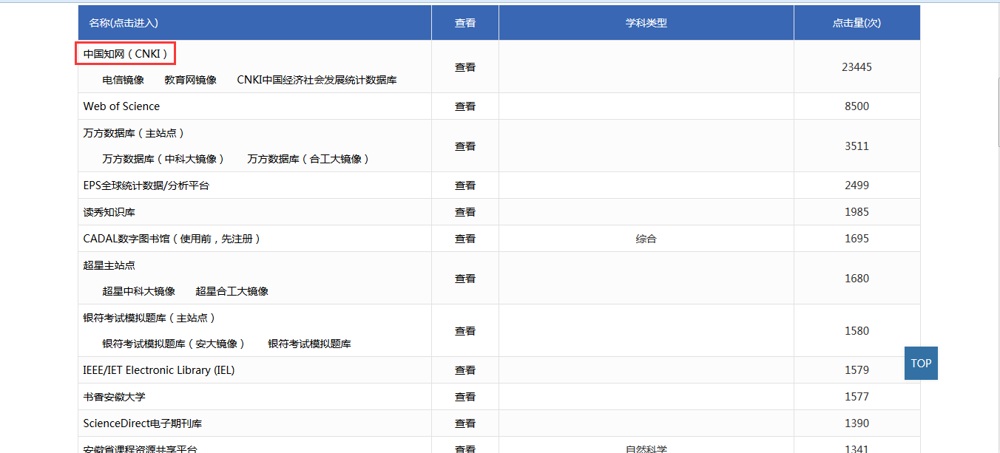 名称(点击进入) 查看 学科类型 点击量(次)
中国知网（CNKI）
查看 23445
电信镜像 教育网镜像 CNKI中国经济社会发展统计数据库
Web of Science 查看 8500
万方数据库（主站点）
查看 3511
万方数据库（中科大镜像） 万方数据库（合工大镜像）
EPS全球统计数据/分析平台 查看 2499
读秀知识库 查看 1985
CADAL数字图书馆（使用前，先注册） 查看 综合 1695
超星主站点
查看 1680
超星中科大镜像 超星合工大镜像
银符考试模拟题库（主站点）
查看 1580
银符考试模拟题库（安大镜像） 银符考试模拟题库
TOP
IEEE/IET Electronic Library (IEL) 查看 1579
书香安徽大学 查看 1577
ScienceDirect电子期刊库 查看 1390
安徽省课程资源共享平台 查看 自然科学 1341